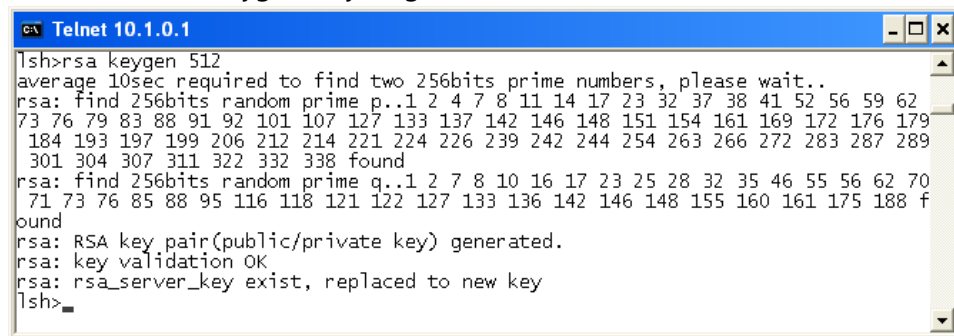 Telnet 10.1.0.1
lsh>rsa keygen 512
average 10sec required to find two 256bits prime numbers, please wait..
rsa: find 256bits random prime p..1 2 4 7 8 11 14 17 23 32 37 38 41 52 56 59 62
73 76 79 83 88 91 92 101 107 127 133 137 142 146 148 151 154 161 169 172 176 179
184 193 197 199 206 212 214 221 224 226 239 242 244 254 263 266 272 283 287 289
301 304 307 311 322 332 338 found
rsa: find 256bits random prime q..1 2 7 8 10 16 17 23 25 28 32 35 46 55 56 62 70
71 73 76 85 88 95 116 118 121 122 127 133 136 142 146 148 155 160 161 175 188 f
ound
rsa: RSA key pair(public/private key) generated.
rsa: key validation OK
rsa: rsa_server_key exist, replaced to new key
lsh>